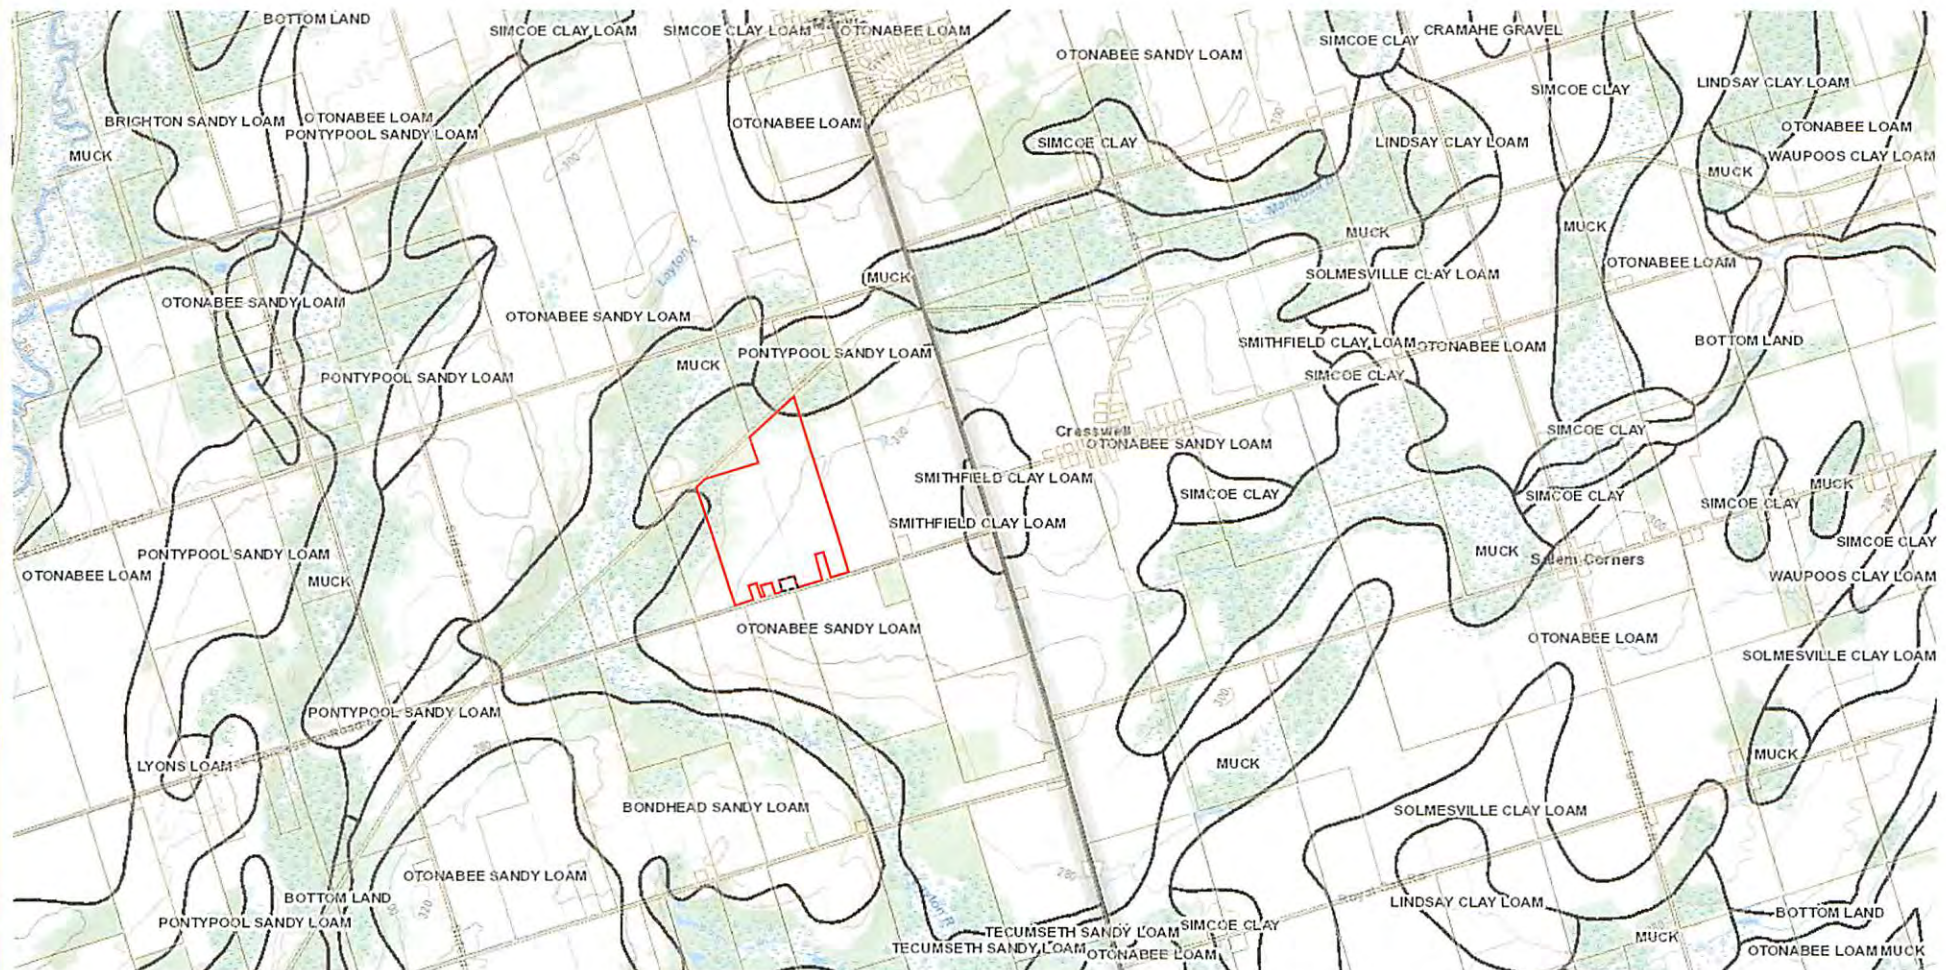 BOTTOM LAND
SIMCOE CLAY LOAM
SIMCOE CLAY LOAM
OTONABEE LOAM
OTONABEE SANDY LOAM
SIMCOE CLAY
CRAMAHE GRAVEL
SIMCOE CLAY
LINDSAY CLAY LOAM
BRIGHTON SANDY LOAM
OTONABEE LOAM
PONTYPOOL SANDY LOAM
OTONABEE LOAM
MUCK
SIMCOE CLAY
LINDSAY CLAY LOAM
OTONABEE LOAM
WAUPOOS CLAY LOAM
MUCK
300
MUCK
MUCK
Layton R
MUCK
SOLMESVILLE CLAY LOAM
OTONABEE LOAM
OTONABEE SANDY LOAM
OTONABEE SANDY LOAM
PONTYPOOL SANDY LOAM
SMITHFIELD CLAY LOAM
OTONABEE LOAM
BOTTOM LAND
MUCK
PONTYPOOL SANDY LOAM
SIMCOE CLAY
Cresswell
OTONABEE SANDY LOAM
SIMCOE CLAY
SMITHFIELD CLAY LOAM
SIMCOE CLAY
SIMCOE CLAY
SIMCOE CLAY
MUCK
SMITHFIELD CLAY LOAM
SIMCOE CLAY
PONTYPOOL SANDY LOAM
MUCK
Salem Corners
OTONABEE LOAM
MUCK
WAUPOOS CLAY LOAM
OTONABEE SANDY LOAM
OTONABEE LOAM
SOLMESVILLE CLAY LOAM
300
PONTYPOOL SANDY LOAM
LYONS LOAM
MUCK
MUCK
BONDHEAD SANDY LOAM
SOLMESVILLE CLAY LOAM
OTONABEE SANDY LOAM
280
310
BOTTOM LAND
LINDSAY CLAY LOAM
PONTYPOOL SANDY LOAM
BOTTOM LAND
TECUMSETH SANDY LOAM
SIMCOE CLAY
MUCK
TECUMSETH SANDY LOAM
OTONABEE LOAM
OTONABEE LOAM
MUCK